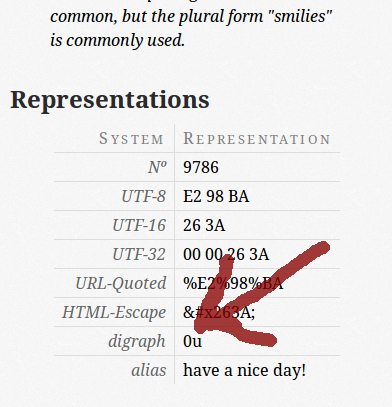 common, but the plural form "smilies"
is commonly used.
Representations
System Representation
Nº 9786
UTF-8 E2 98 BA
UTF-16 26 3A
UTF-32 00 00 26 3A
URL-Quoted %E2%98%BA
HTML-Escape &#x263A;
digraph 0u
alias have a nice day!